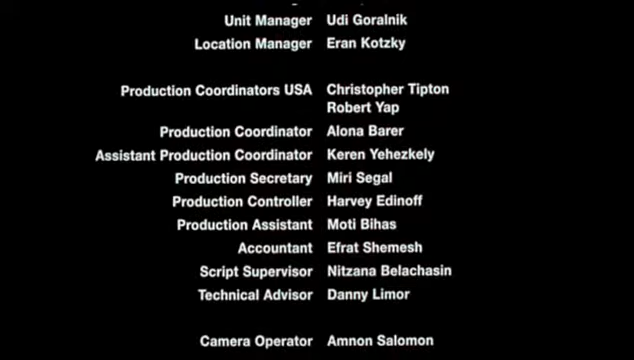 Unit Manager Udi Goralnik
Location Manager Eran Kotzky
Production Coordinators USA Christopher Tipton
Robert Yap
Production Coordinator Alona Barer
Assistant Production Coordinator Keren Yehezkely
Production Secretary Miri Segal
Production Controller Harvey Edinoff
Production Assistant Moti Bihas
Accountant Efrat Shemesh
Script Supervisor Nitzana Belachasin
Technical Advisor Danny Limor
Camera Operator Amnon Salomon